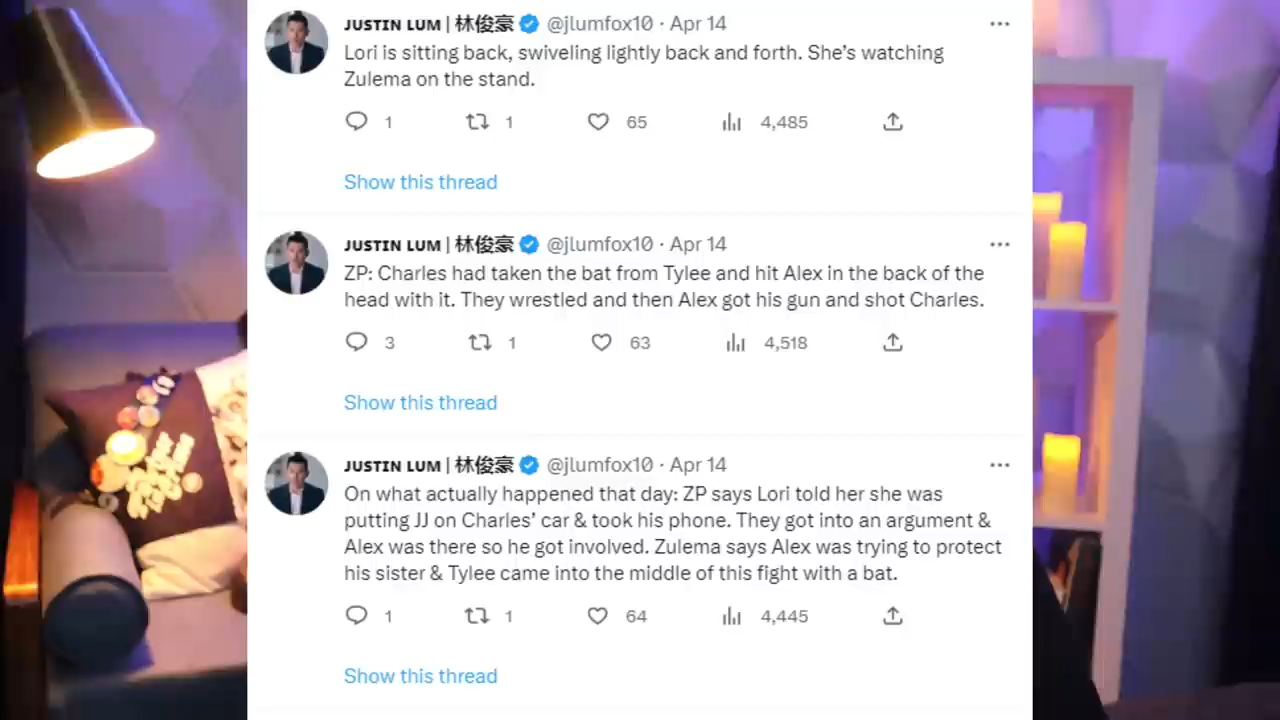 JUSTIN LUM | 林俊豪 @jlumfox10 · Apr 14
Lori is sitting back, swiveling lightly back and forth. She’s watching
Zulema on the stand.
1 1 65 4,485
Show this thread
JUSTIN LUM | 林俊豪 @jlumfox10 · Apr 14
ZP: Charles had taken the bat from Tylee and hit Alex in the back of the
head with it. They wrestled and then Alex got his gun and shot Charles.
3 1 63 4,518
Show this thread
JUSTIN LUM | 林俊豪 @jlumfox10 · Apr 14
On what actually happened that day: ZP says Lori told her she was
putting JJ on Charles’ car & took his phone. They got into an argument &
Alex was there so he got involved. Zulema says Alex was trying to protect
his sister & Tylee came into the middle of this fight with a bat.
1 1 64 4,445
Show this thread